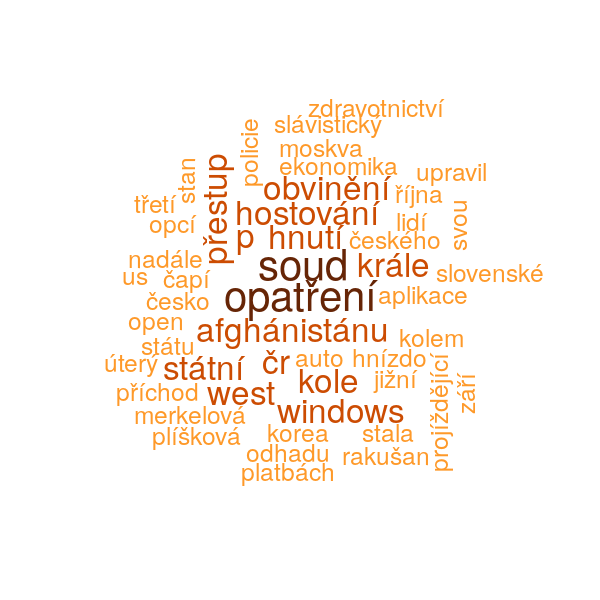 zdravotnictví
slávistický
policie
moskva
ekonomika
upravil
stan
přestup
obvinění
října
třetí
hostování
lidí
svou
opcí
p
hnutí
českého
nadále
soud
krále
slovenské
us
čapí
opatření
aplikace
česko
open
afghánistánu
kolem
státu
úterý
státní
čr
auto
hnízdo
projíždějící
příchod
west
kole
jižní
září
merkelová
windows
plíšková
korea
stala
odhadu
rakušan
platbách